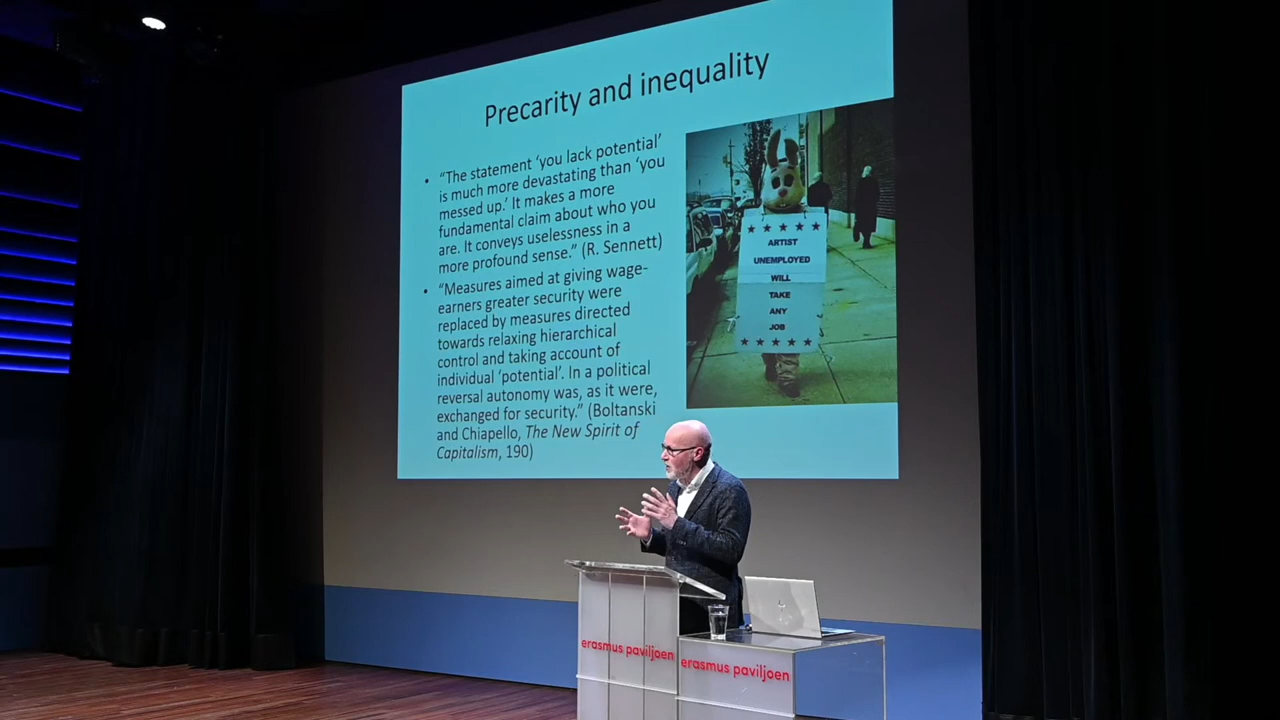 Precarity and inequality
• “The statement ‘you lack potential’
is much more devastating than ‘you
messed up.’ It makes a more
fundamental claim about who you
are. It conveys uselessness in a
more profound sense.” (R. Sennett)
• “Measures aimed at giving wage-
earners greater security were
replaced by measures directed
towards relaxing hierarchical
control and taking account of
individual ‘potential’. In a political
reversal autonomy was, as it were,
exchanged for security.” (Boltanski
and Chiapello, The New Spirit of
Capitalism, 190)
ARTIST
UNEMPLOYED
WILL
TAKE
ANY
JOB
erasmus paviljoen
erasmus paviljoen